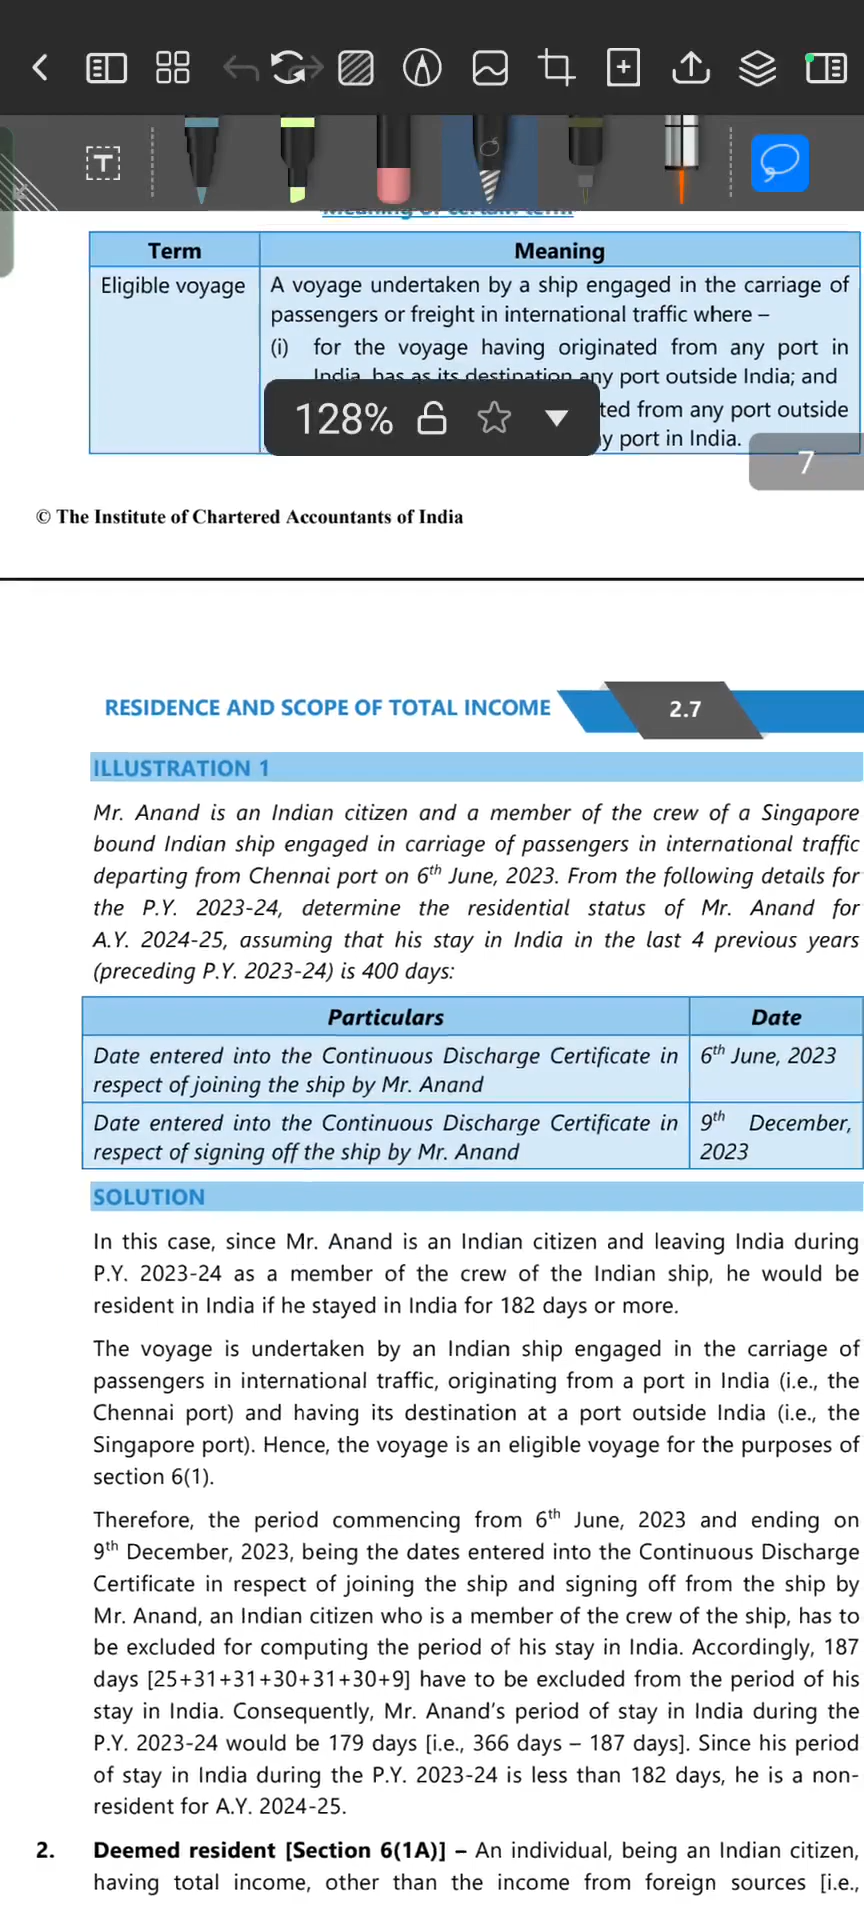 Meaning of certain term
Term Meaning
Eligible voyage A voyage undertaken by a ship engaged in the carriage of
passengers or freight in international traffic where –
(i) for the voyage having originated from any port in
India, has as its destination any port outside India; and
128%
ted from any port outside
y port in India.
7
© The Institute of Chartered Accountants of India
RESIDENCE AND SCOPE OF TOTAL INCOME 2.7
ILLUSTRATION 1
Mr. Anand is an Indian citizen and a member of the crew of a Singapore
bound Indian ship engaged in carriage of passengers in international traffic
departing from Chennai port on 6th June, 2023. From the following details for
the P.Y. 2023-24, determine the residential status of Mr. Anand for
A.Y. 2024-25, assuming that his stay in India in the last 4 previous years
(preceding P.Y. 2023-24) is 400 days:
Particulars Date
Date entered into the Continuous Discharge Certificate in 6th June, 2023
respect of joining the ship by Mr. Anand
Date entered into the Continuous Discharge Certificate in 9th December,
respect of signing off the ship by Mr. Anand 2023
SOLUTION
In this case, since Mr. Anand is an Indian citizen and leaving India during
P.Y. 2023-24 as a member of the crew of the Indian ship, he would be
resident in India if he stayed in India for 182 days or more.
The voyage is undertaken by an Indian ship engaged in the carriage of
passengers in international traffic, originating from a port in India (i.e., the
Chennai port) and having its destination at a port outside India (i.e., the
Singapore port). Hence, the voyage is an eligible voyage for the purposes of
section 6(1).
Therefore, the period commencing from 6th June, 2023 and ending on
9th December, 2023, being the dates entered into the Continuous Discharge
Certificate in respect of joining the ship and signing off from the ship by
Mr. Anand, an Indian citizen who is a member of the crew of the ship, has to
be excluded for computing the period of his stay in India. Accordingly, 187
days [25+31+31+30+31+30+9] have to be excluded from the period of his
stay in India. Consequently, Mr. Anand's period of stay in India during the
P.Y. 2023-24 would be 179 days [i.e., 366 days – 187 days]. Since his period
of stay in India during the P.Y. 2023-24 is less than 182 days, he is a non-
resident for A.Y. 2024-25.
2. Deemed resident [Section 6(1A)] – An individual, being an Indian citizen,
having total income, other than the income from foreign sources [i.e.,